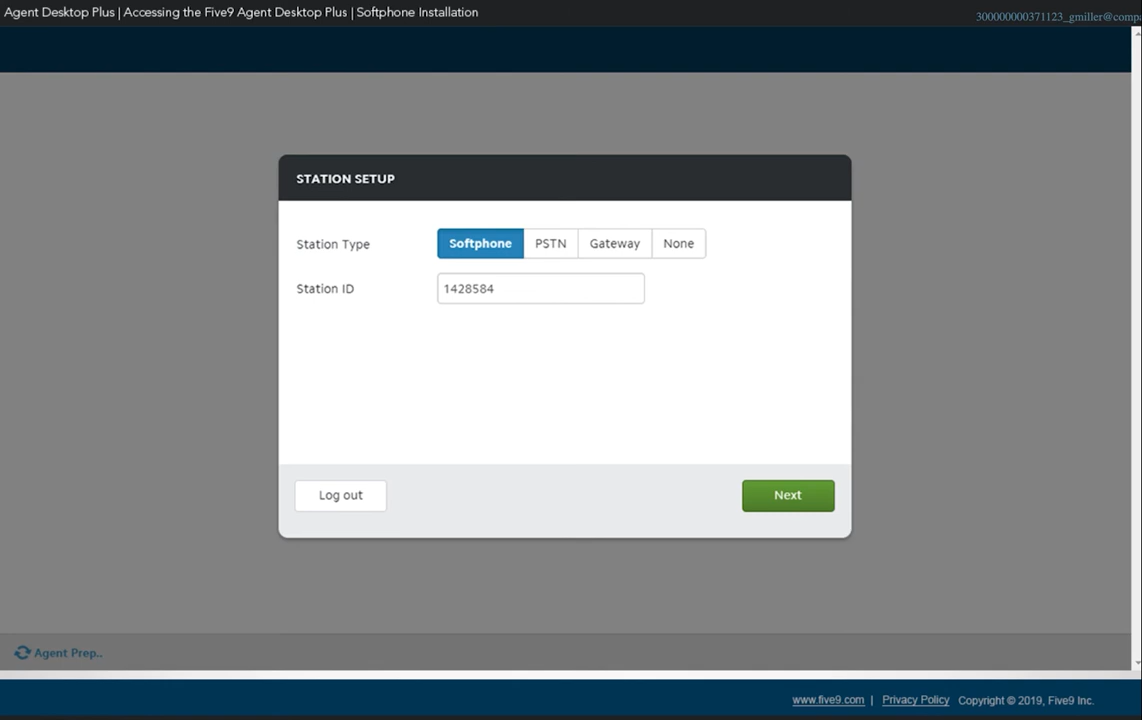 Agent Desktop Plus | Accessing the Five9 Agent Desktop Plus | Softphone Installation
300000000371123_gmiller@comp
STATION SETUP
Station Type Softphone PSTN Gateway None
Station ID 1428584
Log out Next
Agent Prep..
www.five9.com | Privacy Policy Copyright © 2019, Five9 Inc.